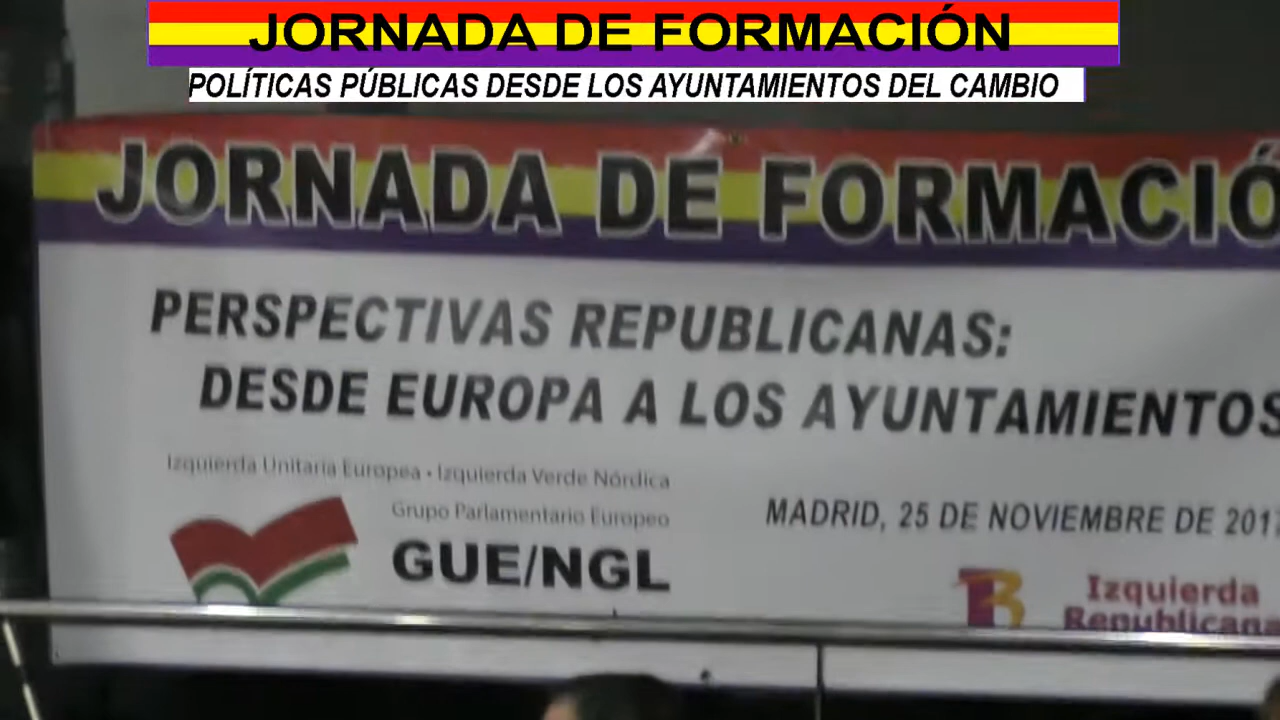 JORNADA DE FORMACIÓN
POLÍTICAS PÚBLICAS DESDE LOS AYUNTAMIENTOS DEL CAMBIO
JORNADA DE FORMACIÓ
PERSPECTIVAS REPUBLICANAS:
DESDE EUROPA A LOS AYUNTAMIENTOS
Izquierda Unitaria Europea • Izquierda Verde Nórdica
Grupo Parlamentario Europeo
GUE/NGL
MADRID, 25 DE NOVIEMBRE DE 2017
Izquierda
Republicana